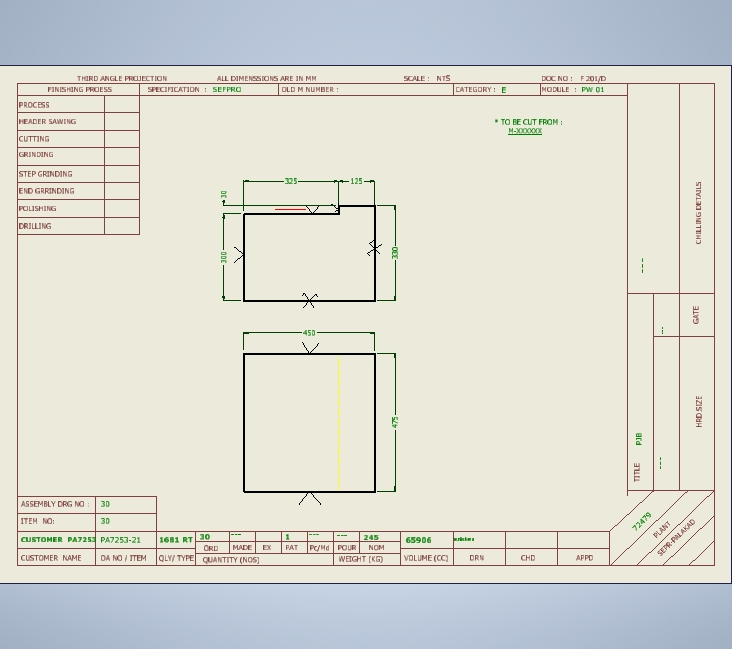 THIRD ANGLE PROJECTION ALL DIMENSSIONS ARE IN MM SCALE : NTS DOC NO : F 201/D
FINISHING PROESS SPECIFICATION : SEFPRO OLD M NUMBER : CATEGORY : E MODULE : PW 01
PROCESS
HEADER SAWING
CUTTING
GRINDING
STEP GRINDING
END GRRINDING
POLISHING
DRILLING
* TO BE CUT FROM :
M-XXXXXX
325 125
30
300 330
450
475
CHILLING DETAILS
---
GATE
---
HRD SIZE
---
TITLE PJB
72479
PLANT
SEPR-PALAKAD
ASSEMBLY DRG NO : 30
ITEM NO: 30
CUSTOMER PA7253 PA7253-21 1681 RT 30 --- 1 --- --- 245 65906
ORD MADE EX PAT Pc/Md POUR NOM
CUSTOMER NAME OA NO / ITEM QLY/ TYPE QUANTITY (NOS) WEIGHT (KG) VOLUME (CC) DRN CHD APPD